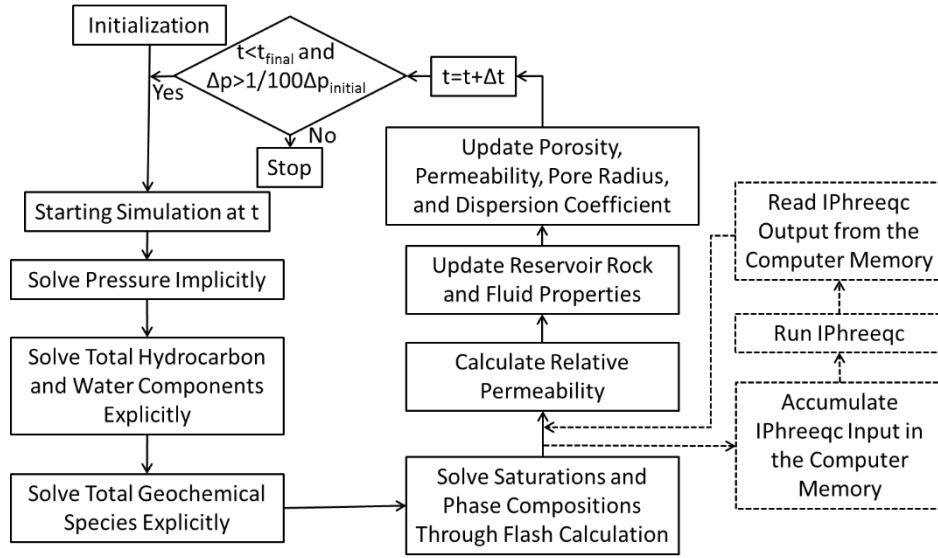 Initialization
t<t_final and
Δp>1/100Δp_initial
Yes
No
Stop
t=t+Δt
Starting Simulation at t
Solve Pressure Implicitly
Solve Total Hydrocarbon
and Water Components
Explicitly
Solve Total Geochemical
Species Explicitly
Solve Saturations and
Phase Compositions
Through Flash Calculation
Calculate Relative
Permeability
Update Reservoir Rock
and Fluid Properties
Update Porosity,
Permeability, Pore Radius,
and Dispersion Coefficient
Accumulate
IPhreeqc Input in
the Computer
Memory
Run IPhreeqc
Read IPhreeqc
Output from the
Computer Memory